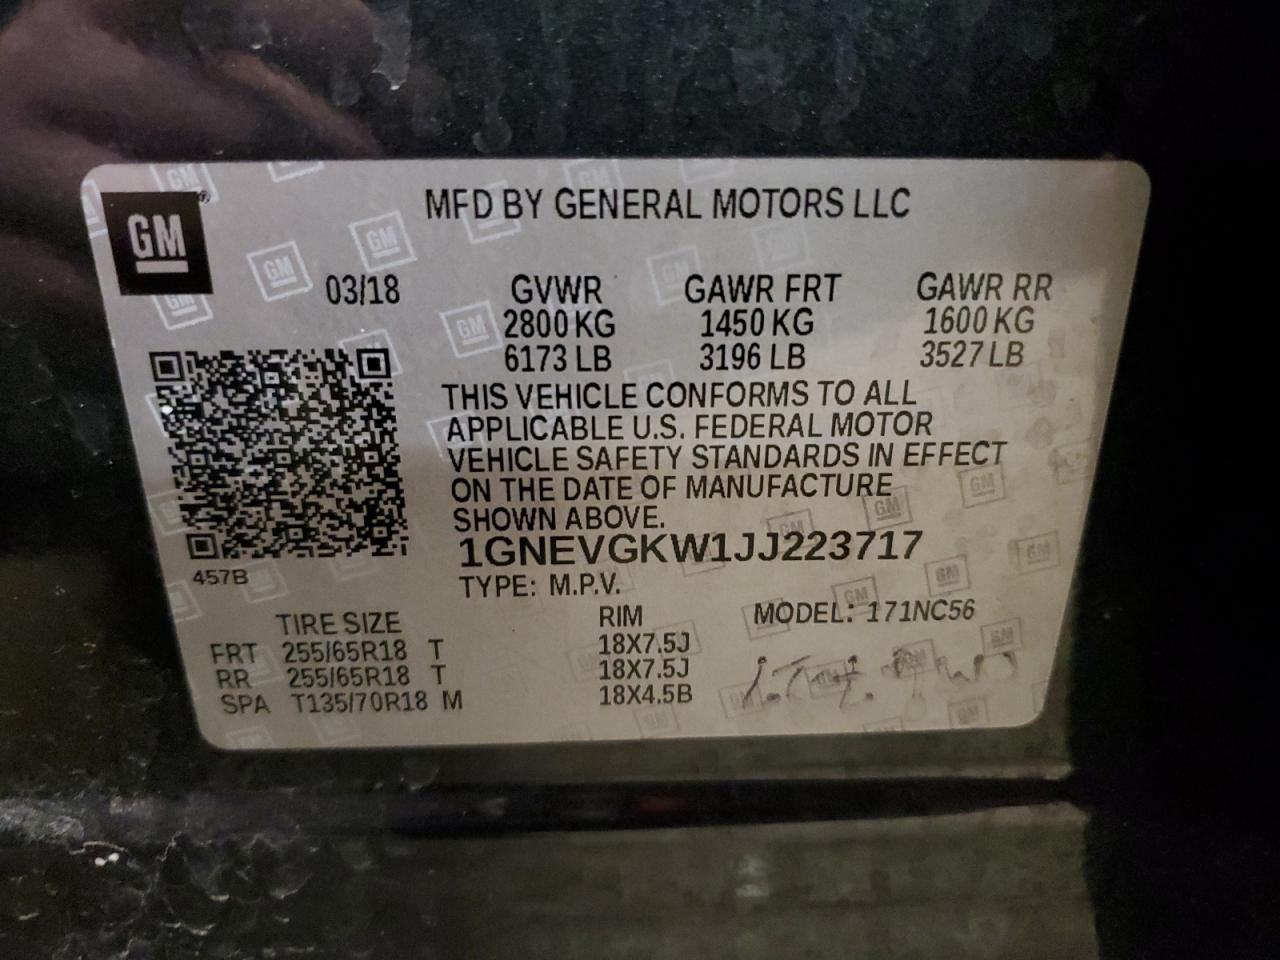 GM
MFD BY GENERAL MOTORS LLC
03/18 GVWR GAWR FRT GAWR RR
2800 KG 1450 KG 1600 KG
6173 LB 3196 LB 3527 LB
THIS VEHICLE CONFORMS TO ALL
APPLICABLE U.S. FEDERAL MOTOR
VEHICLE SAFETY STANDARDS IN EFFECT
ON THE DATE OF MANUFACTURE
SHOWN ABOVE.
1GNEVGKW1JJ223717
457B
TYPE: M.P.V.
TIRE SIZE RIM MODEL: 171NC56
FRT 255/65R18 T 18X7.5J
RR 255/65R18 T 18X7.5J
SPA T135/70R18 M 18X4.5B